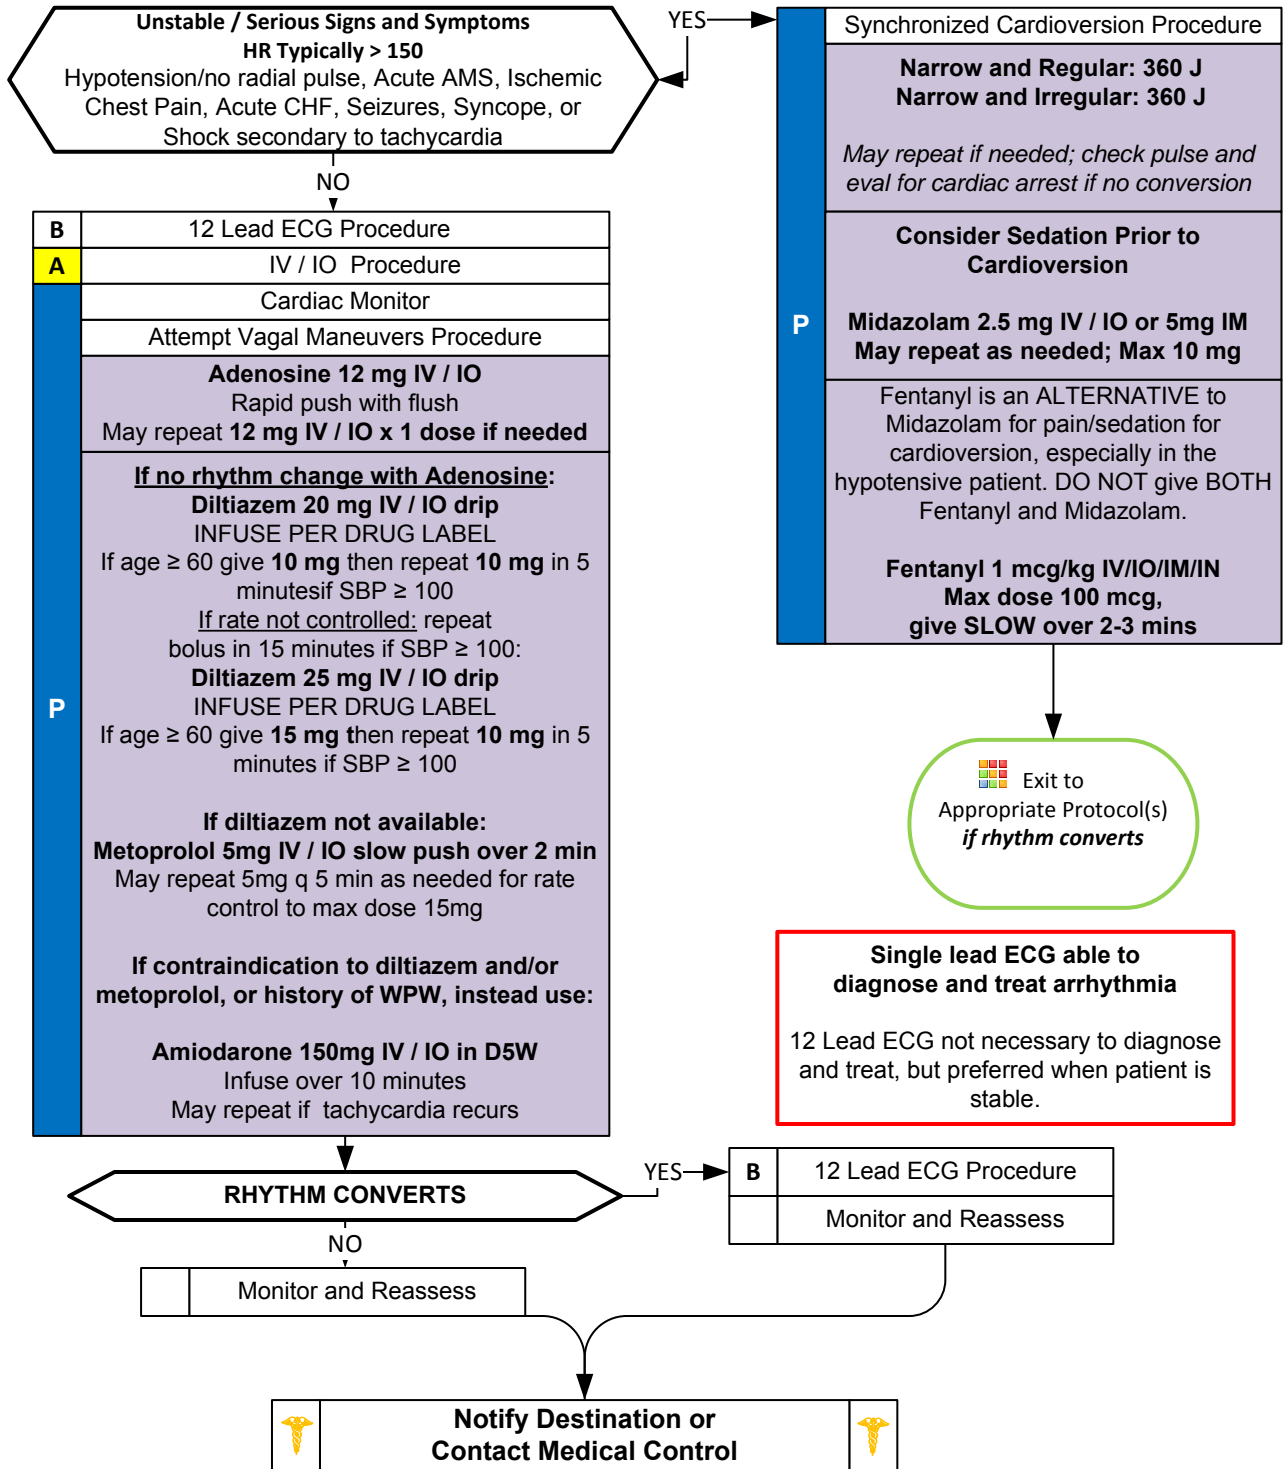 Unstable / Serious Signs and Symptoms
HR Typically > 150
Hypotension/no radial pulse, Acute AMS, Ischemic
Chest Pain, Acute CHF, Seizures, Syncope, or
Shock secondary to tachycardia
YES
NO
B
12 Lead ECG Procedure
A
IV / IO Procedure
P
Cardiac Monitor
Attempt Vagal Maneuvers Procedure
Adenosine 12 mg IV / IO
Rapid push with flush
May repeat 12 mg IV / IO x 1 dose if needed
If no rhythm change with Adenosine:
Diltiazem 20 mg IV / IO drip
INFUSE PER DRUG LABEL
If age ≥ 60 give 10 mg then repeat 10 mg in 5
minutesif SBP ≥ 100
If rate not controlled: repeat
bolus in 15 minutes if SBP ≥ 100:
Diltiazem 25 mg IV / IO drip
INFUSE PER DRUG LABEL
If age ≥ 60 give 15 mg then repeat 10 mg in 5
minutes if SBP ≥ 100
If diltiazem not available:
Metoprolol 5mg IV / IO slow push over 2 min
May repeat 5mg q 5 min as needed for rate
control to max dose 15mg
If contraindication to diltiazem and/or
metoprolol, or history of WPW, instead use:
Amiodarone 150mg IV / IO in D5W
Infuse over 10 minutes
May repeat if tachycardia recurs
Synchronized Cardioversion Procedure
P
Narrow and Regular: 360 J
Narrow and Irregular: 360 J
May repeat if needed; check pulse and
eval for cardiac arrest if no conversion
Consider Sedation Prior to
Cardioversion
Midazolam 2.5 mg IV / IO or 5mg IM
May repeat as needed; Max 10 mg
Fentanyl is an ALTERNATIVE to
Midazolam for pain/sedation for
cardioversion, especially in the
hypotensive patient. DO NOT give BOTH
Fentanyl and Midazolam.
Fentanyl 1 mcg/kg IV/IO/IM/IN
Max dose 100 mcg,
give SLOW over 2-3 mins
Exit to
Appropriate Protocol(s)
if rhythm converts
Single lead ECG able to
diagnose and treat arrhythmia
12 Lead ECG not necessary to diagnose
and treat, but preferred when patient is
stable.
RHYTHM CONVERTS
YES
B
12 Lead ECG Procedure
Monitor and Reassess
NO
Monitor and Reassess
Notify Destination or
Contact Medical Control